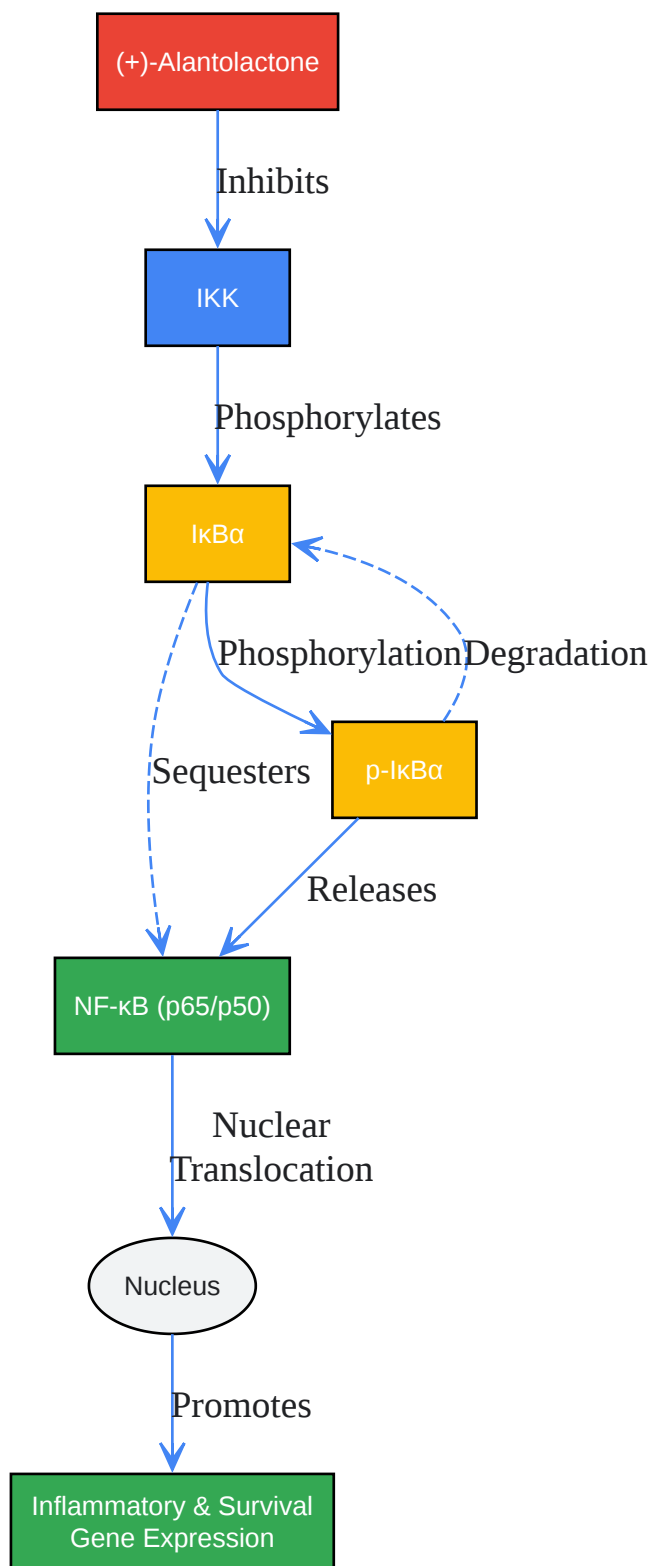 (+)-Alantolactone
Inhibits
IKK
Phosphorylates
IκBα
Phosphorylation
Degradation
Sequesters
p-IκBα
Releases
NF-κB (p65/p50)
Nuclear
Translocation
Nucleus
Promotes
Inflammatory & Survival
Gene Expression